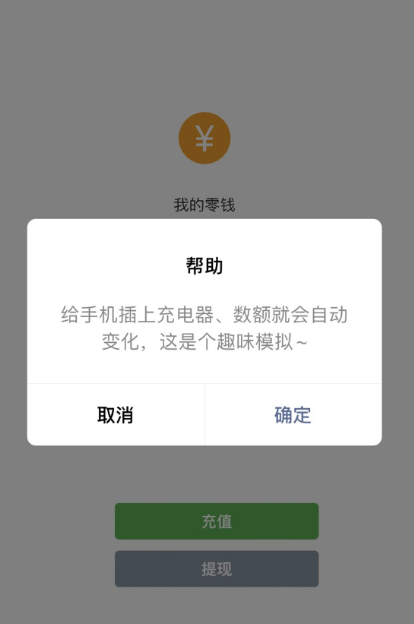 ¥
我的零钱
帮助
给手机插上充电器、数额就会自动
变化，这是个趣味模拟~
取消
确定
充值
提现